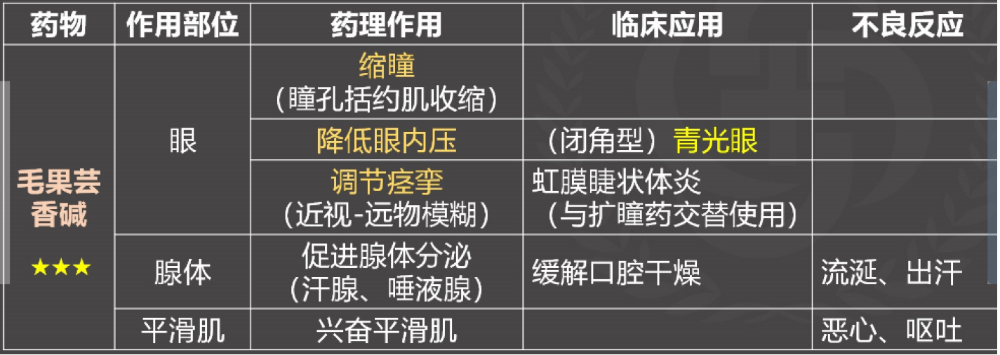 药物 作用部位 药理作用 临床应用 不良反应
缩瞳
（瞳孔括约肌收缩）
眼
降低眼内压 （闭角型）青光眼
毛果芸
香碱
★★★
调节痉挛 虹膜睫状体炎
（近视-远物模糊） （与扩瞳药交替使用）
腺体
促进腺体分泌
（汗腺、唾液腺）
缓解口腔干燥
流涎、出汗
平滑肌 兴奋平滑肌 恶心、呕吐